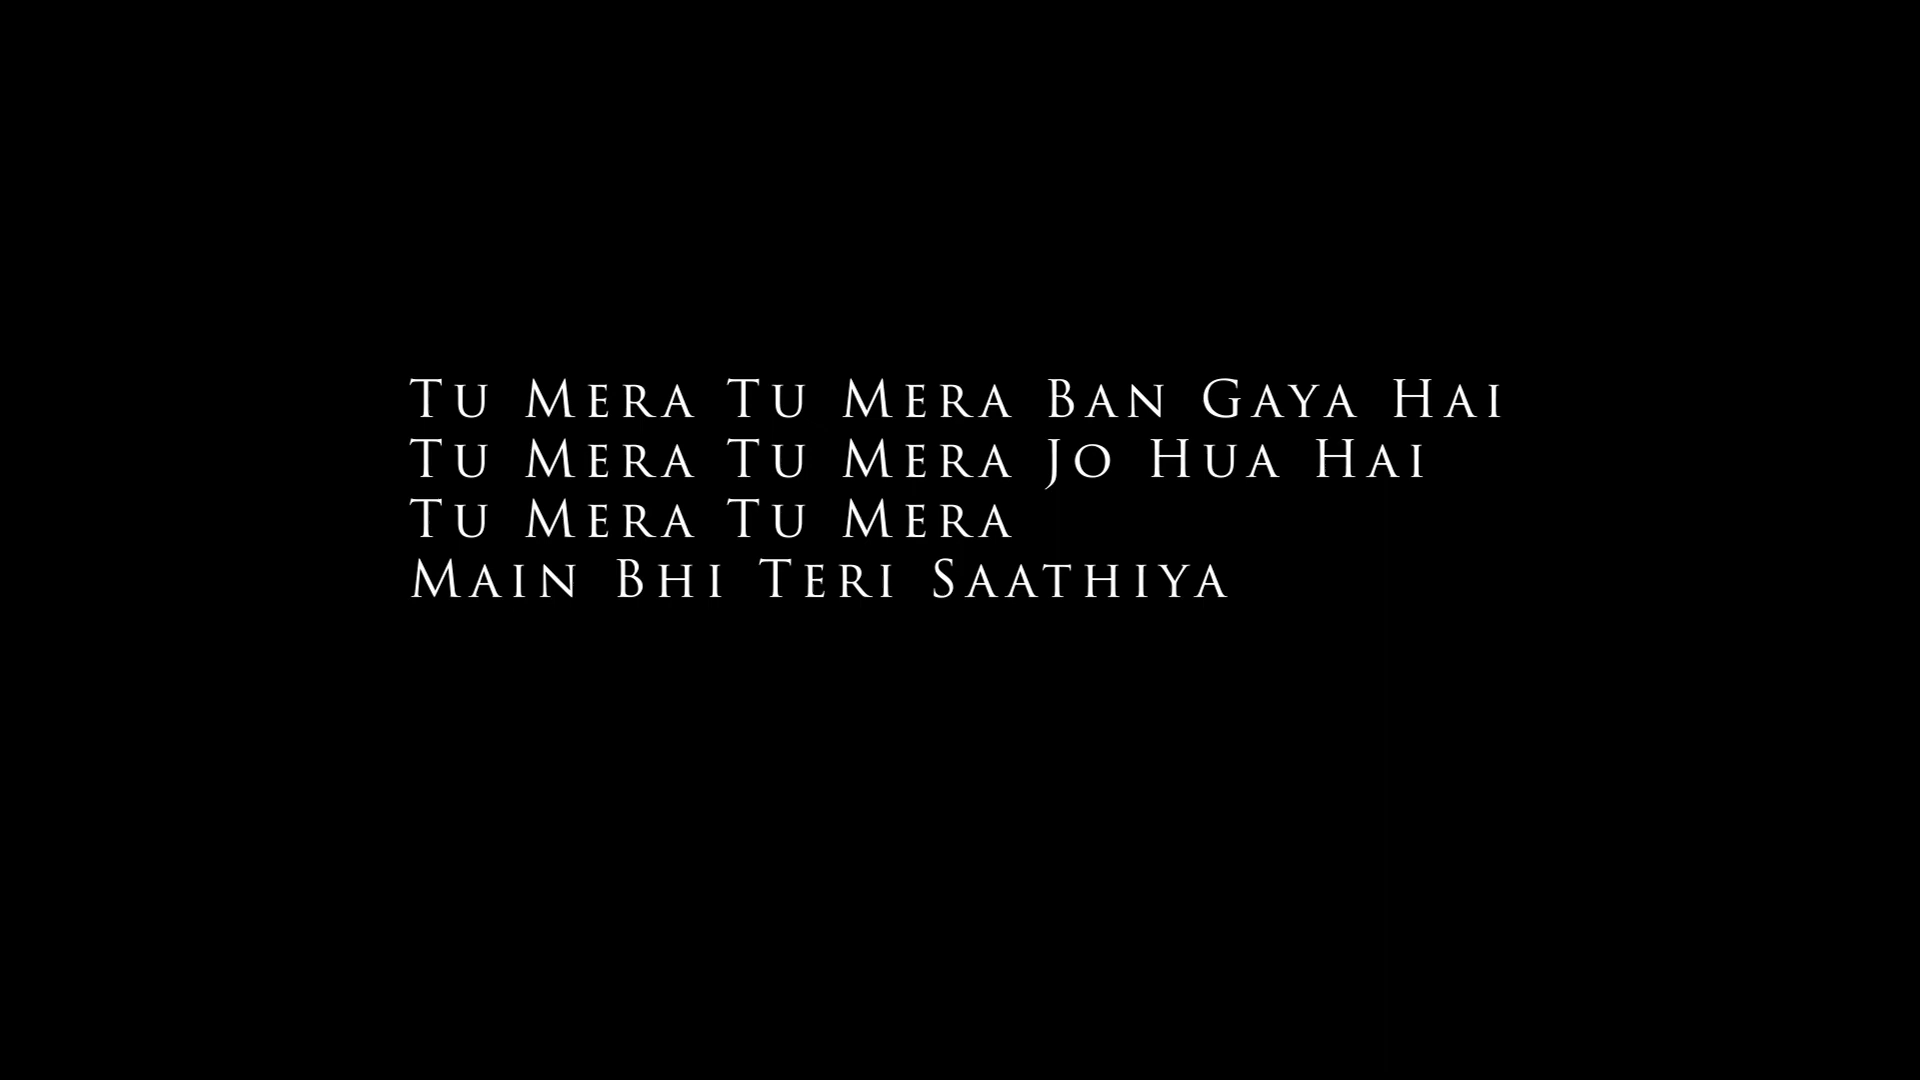 Tu Mera Tu Mera Ban Gaya Hai
Tu Mera Tu Mera Jo Hua Hai
Tu Mera Tu Mera
Main Bhi Teri Saathiya